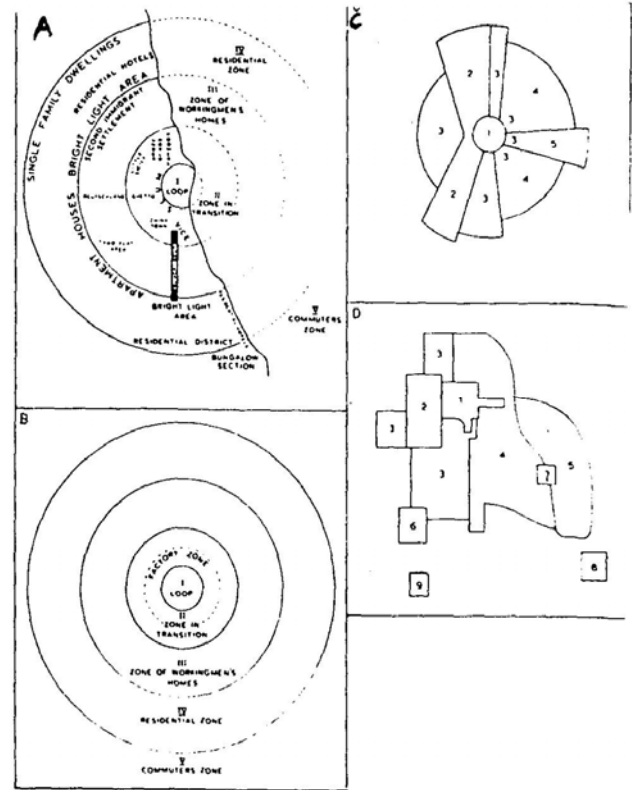 A
SINGLE FAMILY DWELLINGS
RESIDENTIAL HOTELS
BRIGHT LIGHT AREA
SECOND IMMIGRANT
SETTLEMENT
APARTMENT HOUSES
IV
RESIDENTIAL
ZONE
III
ZONE OF
WORKINGMEN'S
HOMES
I
LOOP
II
ZONE IN
TRANSITION
DEUTSCHLAND
GHETTO
CHINA
TOWN
VICE
TWO FLAT
AREA
BRIGHT LIGHT
AREA
RESIDENTIAL DISTRICT
BUNGALOW
SECTION
V
COMMUTERS
ZONE
B
FACTORY ZONE
I
LOOP
II
ZONE IN
TRANSITION
III
ZONE OF WORKINGMEN'S
HOMES
IV
RESIDENTIAL ZONE
V
COMMUTERS ZONE
C
2
3
4
3
3
1
3
5
3
4
2
3
D
3
1
2
3
4
5
3
7
6
8
9